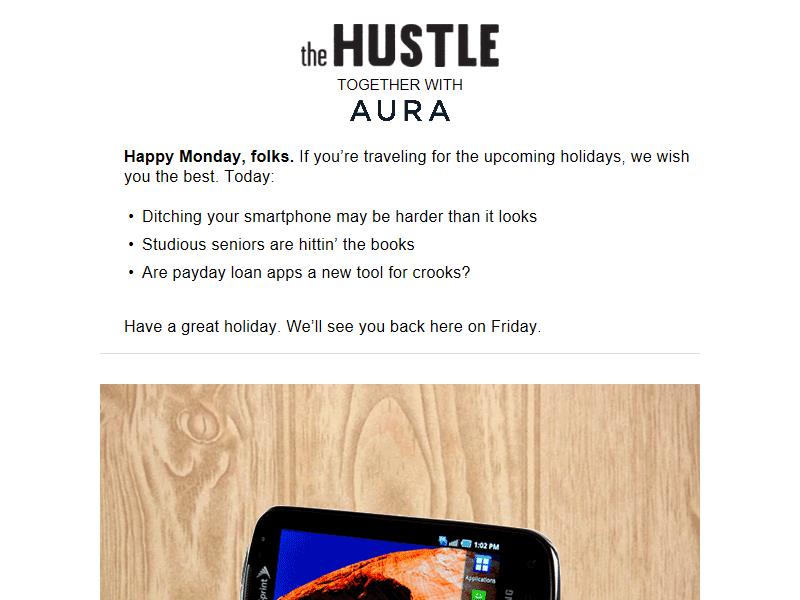 the HUSTLE
TOGETHER WITH
AURA
Happy Monday, folks. If you’re traveling for the upcoming holidays, we wish
you the best. Today:
• Ditching your smartphone may be harder than it looks
• Studious seniors are hittin’ the books
• Are payday loan apps a new tool for crooks?
Have a great holiday. We’ll see you back here on Friday.
1:02 PM
Applications